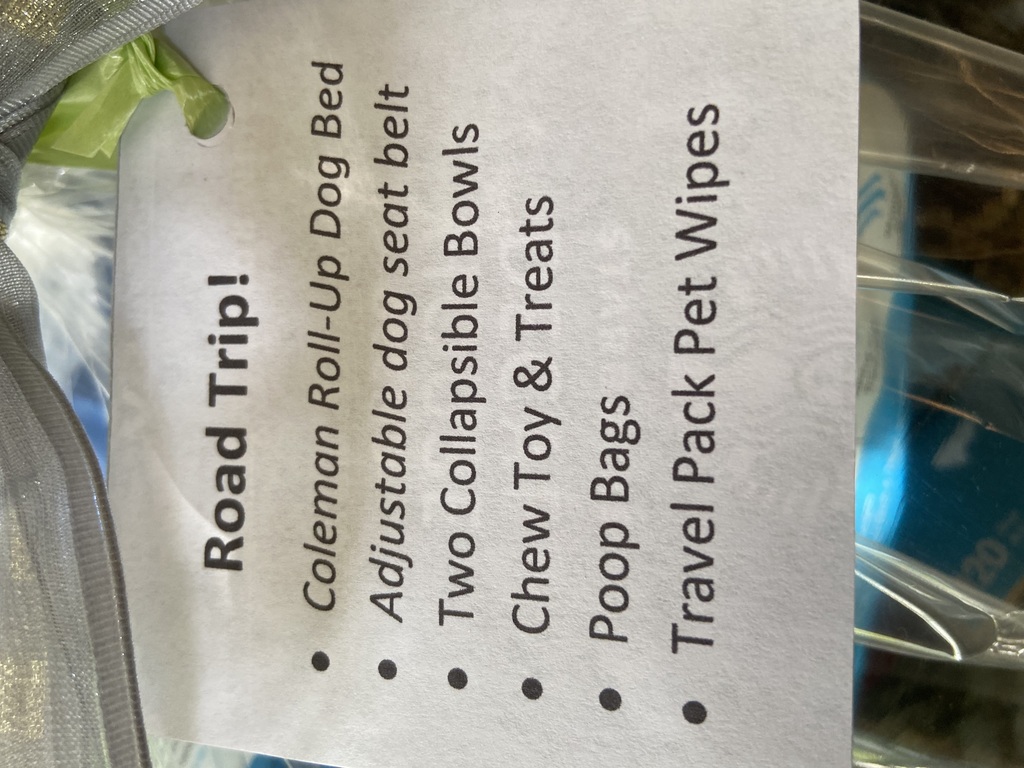 Road Trip!
• Coleman Roll-Up Dog Bed
• Adjustable dog seat belt
• Two Collapsible Bowls
• Chew Toy & Treats
• Poop Bags
• Travel Pack Pet Wipes
20